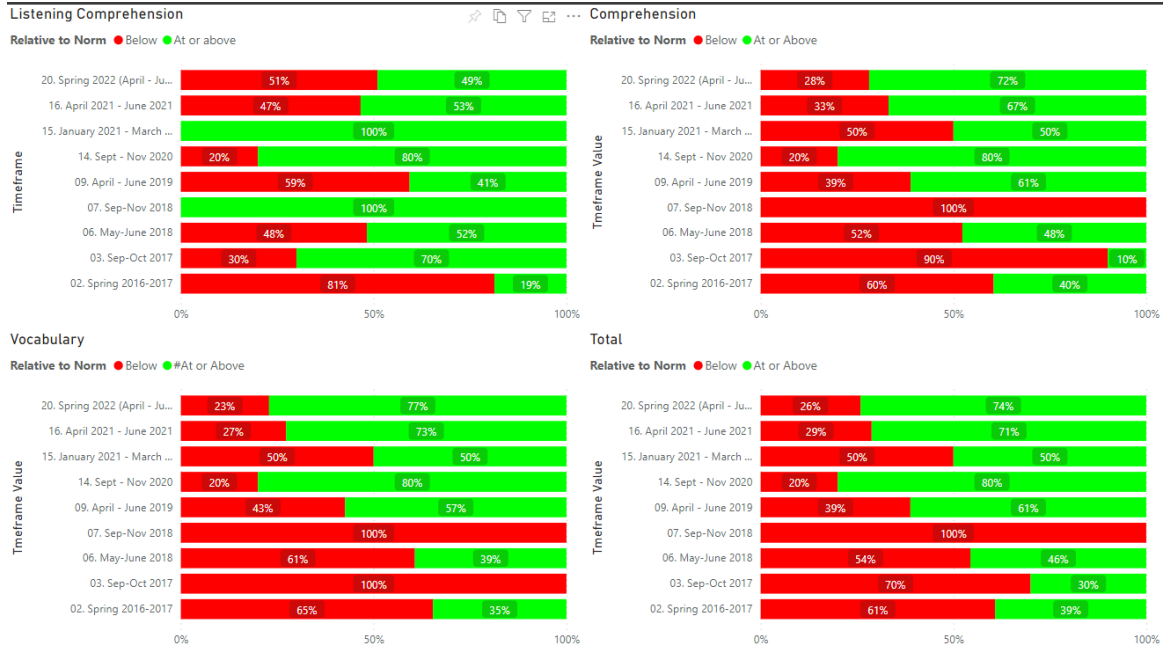 Listening Comprehension
Relative to Norm Below At or above
Timeframe
20. Spring 2022 (April - Ju... 51% 49%
16. April 2021 - June 2021 47% 53%
15. January 2021 - March ... 100%
14. Sept - Nov 2020 20% 80%
09. April - June 2019 59% 41%
07. Sep-Nov 2018 100%
06. May-June 2018 48% 52%
03. Sep-Oct 2017 30% 70%
02. Spring 2016-2017 81% 19%
0% 50% 100%
Comprehension
Relative to Norm Below At or Above
Tmeframe Value
20. Spring 2022 (April - Ju... 28% 72%
16. April 2021 - June 2021 33% 67%
15. January 2021 - March ... 50% 50%
14. Sept - Nov 2020 20% 80%
09. April - June 2019 39% 61%
07. Sep-Nov 2018 100%
06. May-June 2018 52% 48%
03. Sep-Oct 2017 90% 10%
02. Spring 2016-2017 60% 40%
0% 50% 100%
Vocabulary
Relative to Norm Below #At or Above
Tmeframe Value
20. Spring 2022 (April - Ju... 23% 77%
16. April 2021 - June 2021 27% 73%
15. January 2021 - March ... 50% 50%
14. Sept - Nov 2020 20% 80%
09. April - June 2019 43% 57%
07. Sep-Nov 2018 100%
06. May-June 2018 61% 39%
03. Sep-Oct 2017 100%
02. Spring 2016-2017 65% 35%
0% 50% 100%
Total
Relative to Norm Below At or Above
Tmeframe Value
20. Spring 2022 (April - Ju... 26% 74%
16. April 2021 - June 2021 29% 71%
15. January 2021 - March ... 50% 50%
14. Sept - Nov 2020 20% 80%
09. April - June 2019 39% 61%
07. Sep-Nov 2018 100%
06. May-June 2018 54% 46%
03. Sep-Oct 2017 70% 30%
02. Spring 2016-2017 61% 39%
0% 50% 100%